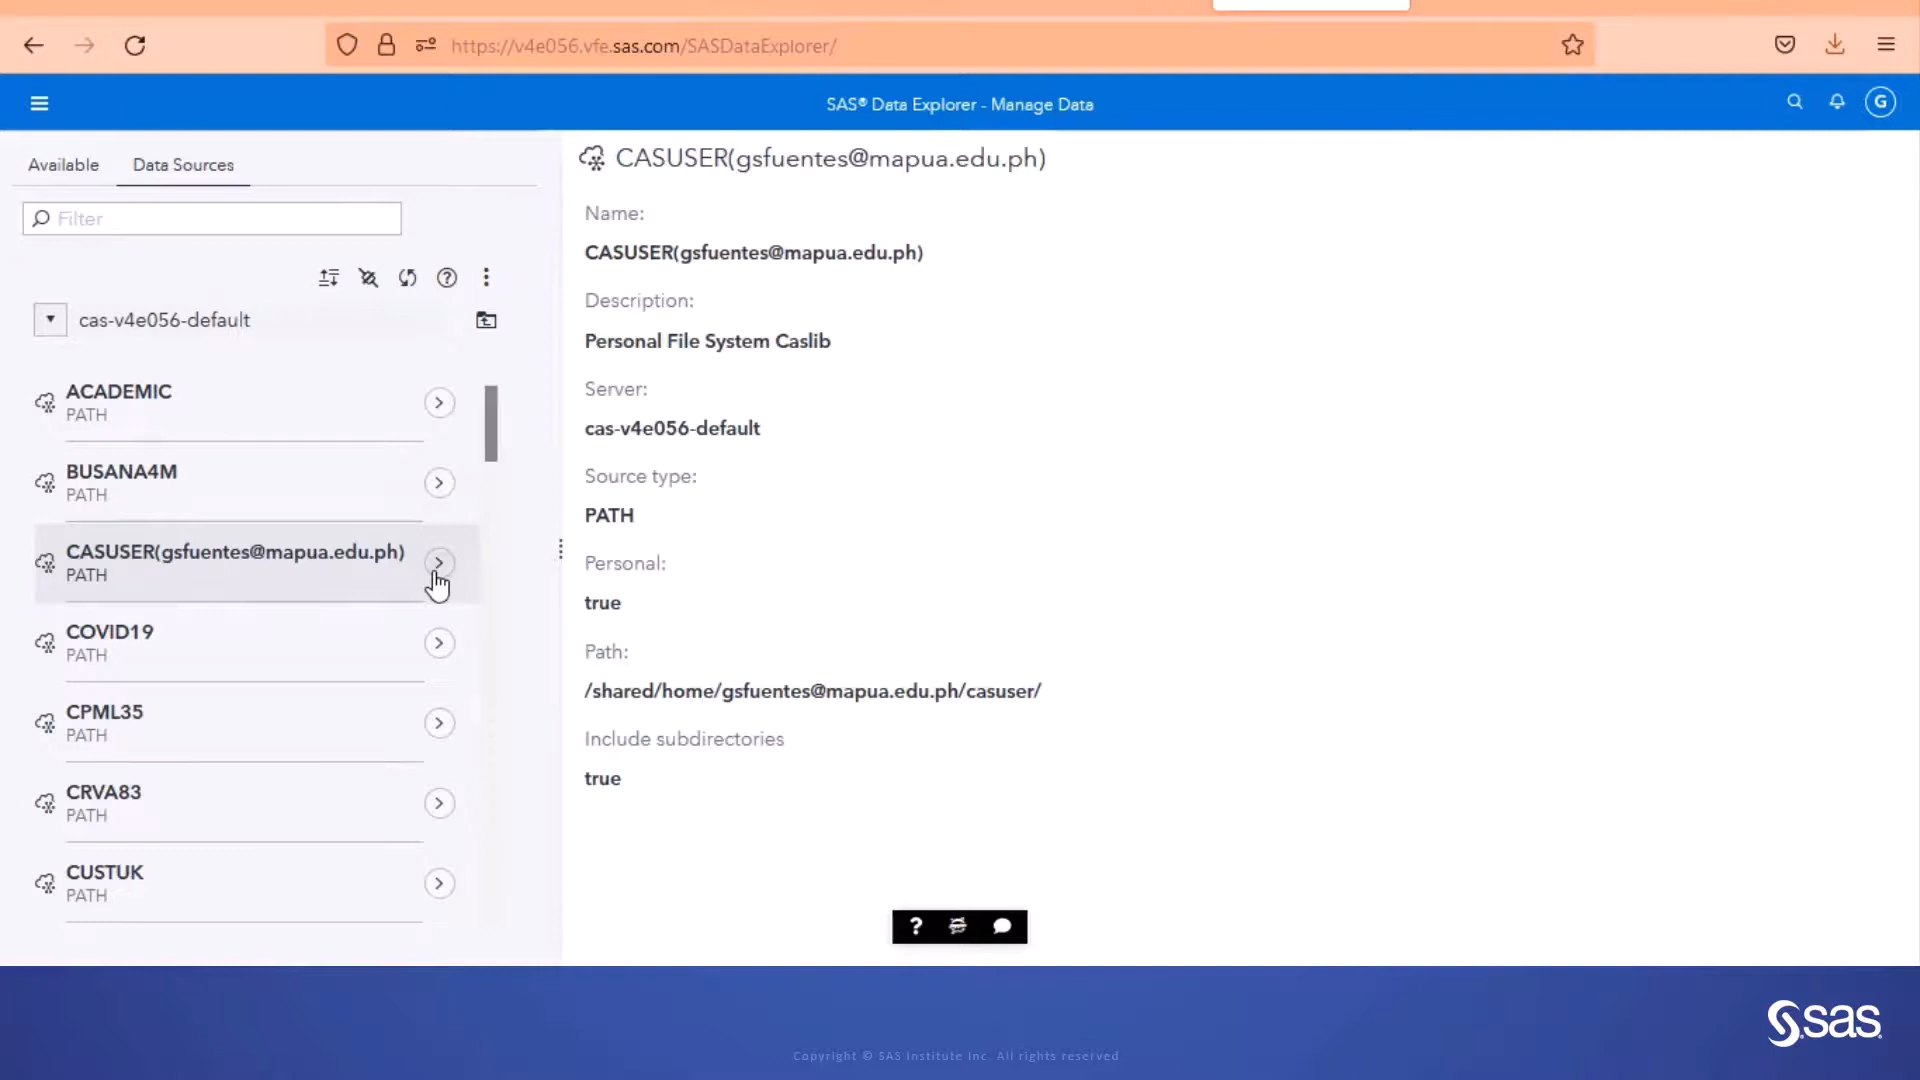 https://v4e056.vfe.sas.com/SASDataExplorer/
SAS® Data Explorer - Manage Data
G
Available
Data Sources
Filter
cas-v4e056-default
ACADEMIC
PATH
BUSANA4M
PATH
CASUSER(gsfuentes@mapua.edu.ph)
PATH
COVID19
PATH
CPML35
PATH
CRVA83
PATH
CUSTUK
PATH
CASUSER(gsfuentes@mapua.edu.ph)
Name:
CASUSER(gsfuentes@mapua.edu.ph)
Description:
Personal File System Caslib
Server:
cas-v4e056-default
Source type:
PATH
Personal:
true
Path:
/shared/home/gsfuentes@mapua.edu.ph/casuser/
Include subdirectories
true
?
sas
Copyright © SAS Institute Inc. All rights reserved